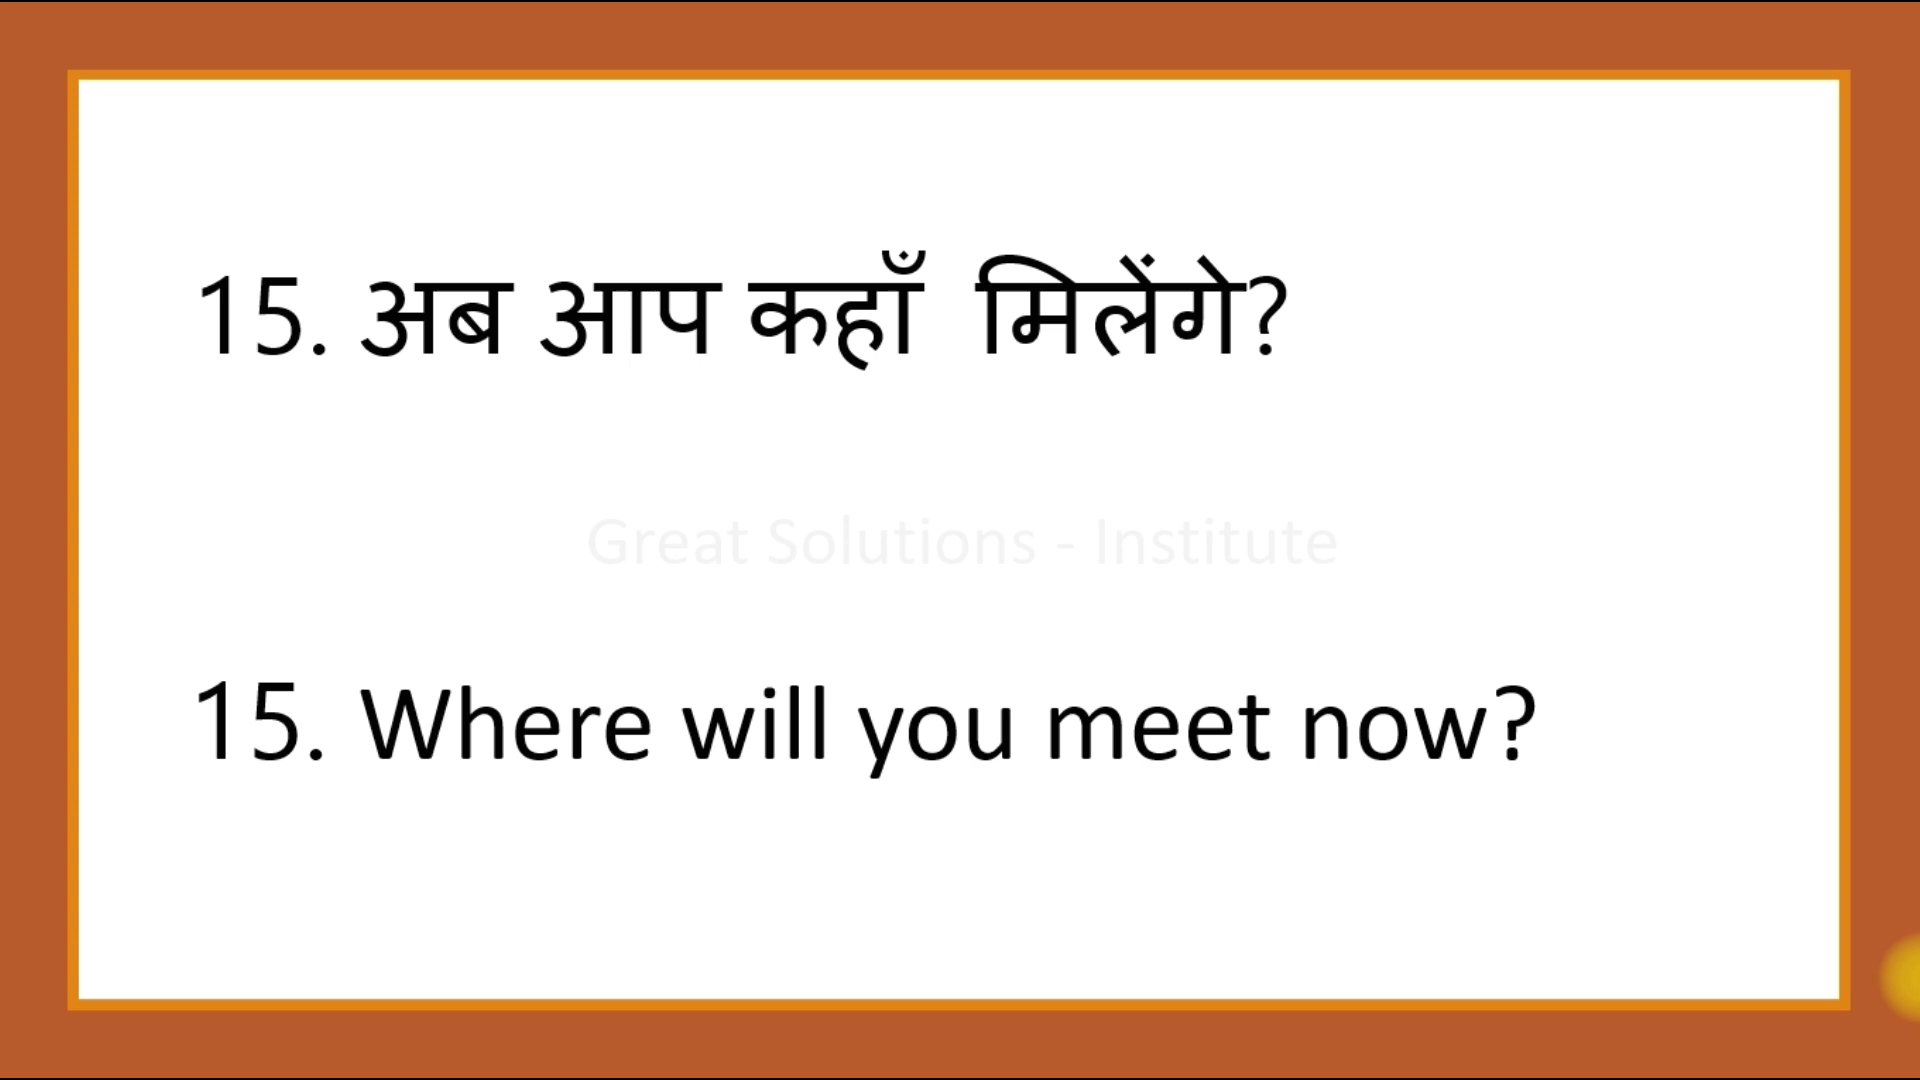 15. अब आप कहाँ मिलेंगे?
Great Solutions - Institute
15. Where will you meet now?